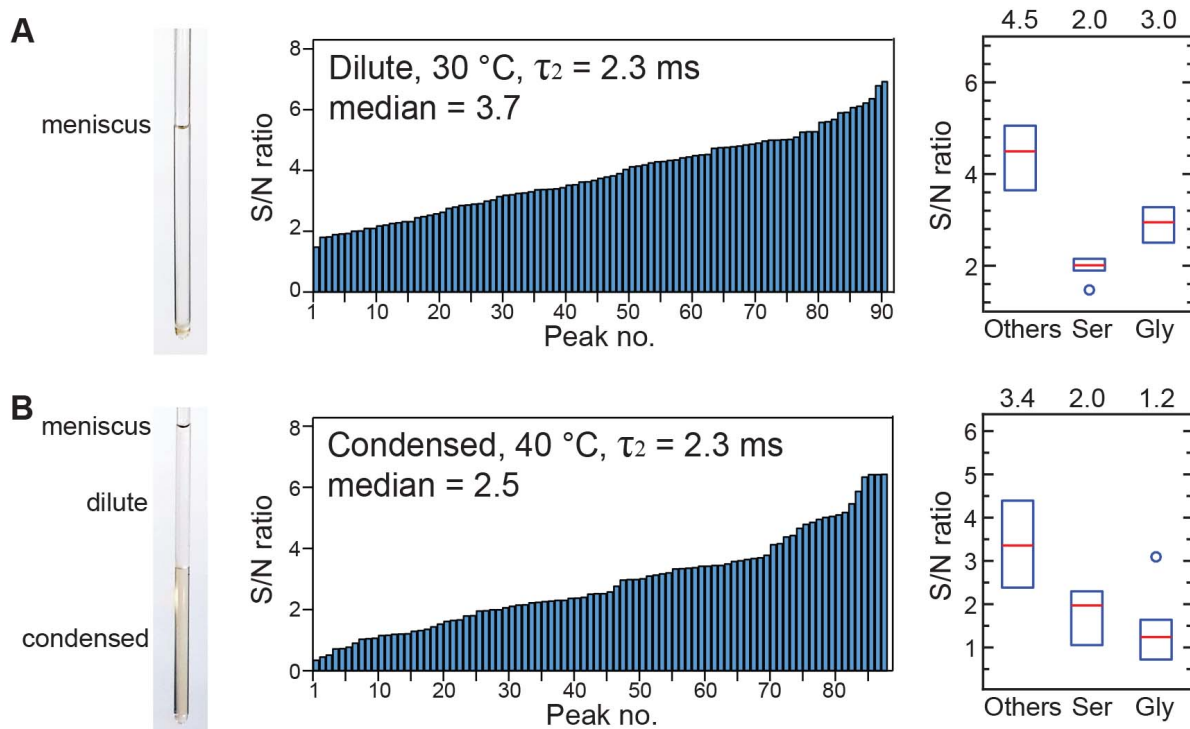 A
meniscus
S/N ratio
8
6
4
2
0
Dilute, 30 °C, τ2 = 2.3 ms
median = 3.7
1 10 20 30 40 50 60 70 80 90
Peak no.
4.5 2.0 3.0
S/N ratio
6
4
2
Others Ser Gly
B
meniscus
dilute
condensed
S/N ratio
8
6
4
2
0
Condensed, 40 °C, τ2 = 2.3 ms
median = 2.5
1 10 20 30 40 50 60 70 80
Peak no.
3.4 2.0 1.2
S/N ratio
6
5
4
3
2
1
Others Ser Gly